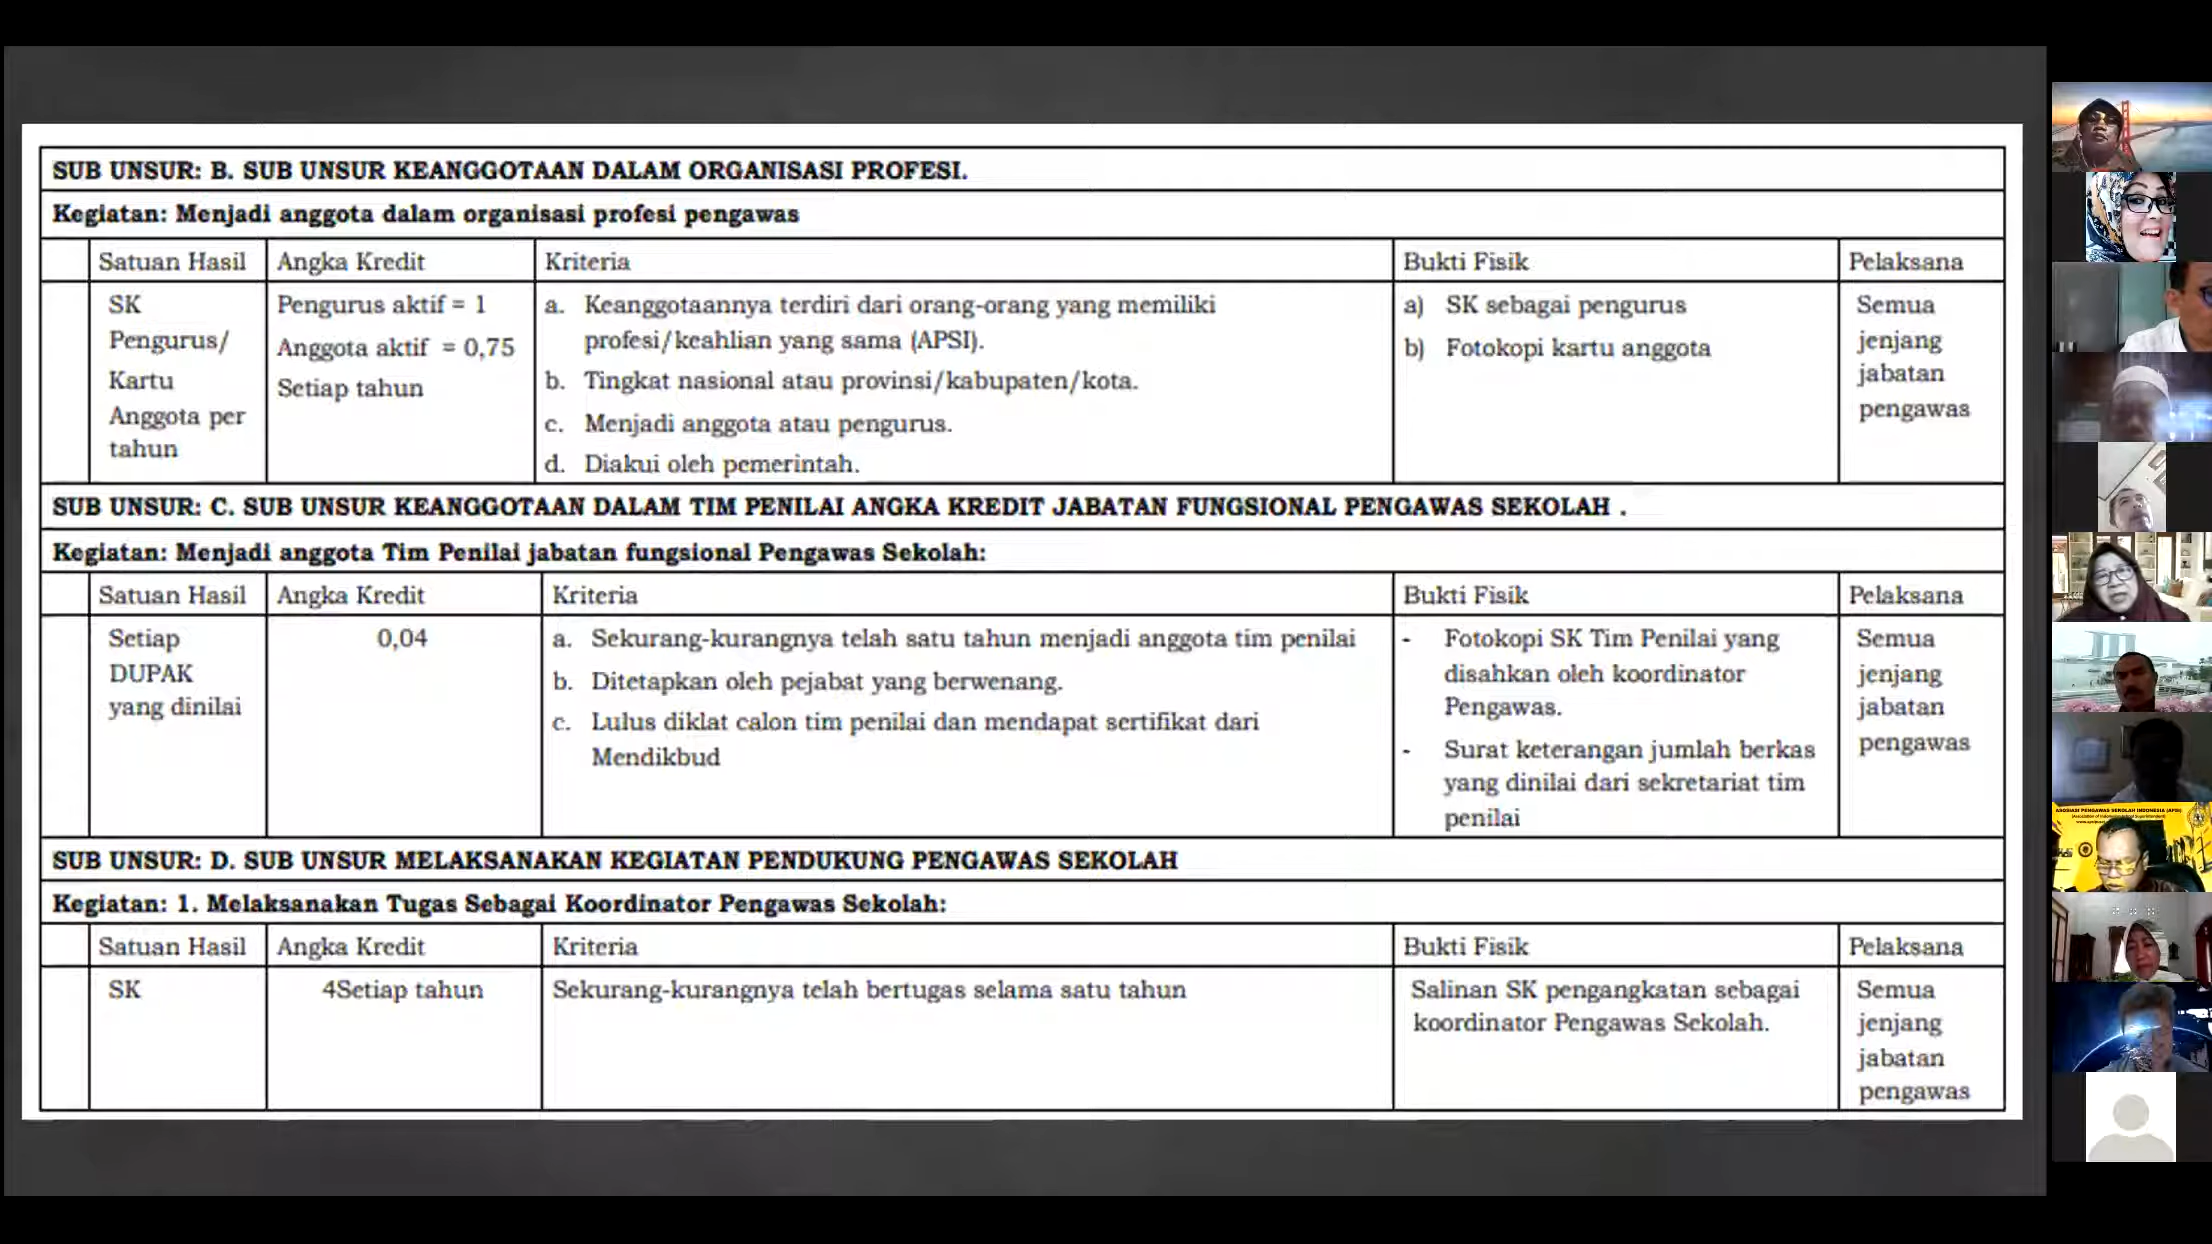 SUB UNSUR: B. SUB UNSUR KEANGGOTAAN DALAM ORGANISASI PROFESI.
Kegiatan: Menjadi anggota dalam organisasi profesi pengawas
Satuan Hasil
Angka Kredit
Kriteria
Bukti Fisik
Pelaksana
SK
Pengurus/
Kartu
Anggota per
tahun
Pengurus aktif = 1
Anggota aktif = 0,75
Setiap tahun
a. Keanggotaannya terdiri dari orang-orang yang memiliki
profesi/keahlian yang sama (APSI).
b. Tingkat nasional atau provinsi/kabupaten/kota.
c. Menjadi anggota atau pengurus.
d. Diakui oleh pemerintah.
a) SK sebagai pengurus
b) Fotokopi kartu anggota
Semua
jenjang
jabatan
pengawas
SUB UNSUR: C. SUB UNSUR KEANGGOTAAN DALAM TIM PENILAI ANGKA KREDIT JABATAN FUNGSIONAL PENGAWAS SEKOLAH .
Kegiatan: Menjadi anggota Tim Penilai jabatan fungsional Pengawas Sekolah:
Satuan Hasil
Angka Kredit
Kriteria
Bukti Fisik
Pelaksana
Setiap
DUPAK
yang dinilai
0,04
a. Sekurang-kurangnya telah satu tahun menjadi anggota tim penilai
b. Ditetapkan oleh pejabat yang berwenang.
c. Lulus diklat calon tim penilai dan mendapat sertifikat dari
Mendikbud
- Fotokopi SK Tim Penilai yang
disahkan oleh koordinator
Pengawas.
- Surat keterangan jumlah berkas
yang dinilai dari sekretariat tim
penilai
Semua
jenjang
jabatan
pengawas
SUB UNSUR: D. SUB UNSUR MELAKSANAKAN KEGIATAN PENDUKUNG PENGAWAS SEKOLAH
Kegiatan: 1. Melaksanakan Tugas Sebagai Koordinator Pengawas Sekolah:
Satuan Hasil
Angka Kredit
Kriteria
Bukti Fisik
Pelaksana
SK
4Setiap tahun
Sekurang-kurangnya telah bertugas selama satu tahun
Salinan SK pengangkatan sebagai
koordinator Pengawas Sekolah.
Semua
jenjang
jabatan
pengawas
ASOSIASI PENGAWAS SEKOLAH INDONESIA (APSI)